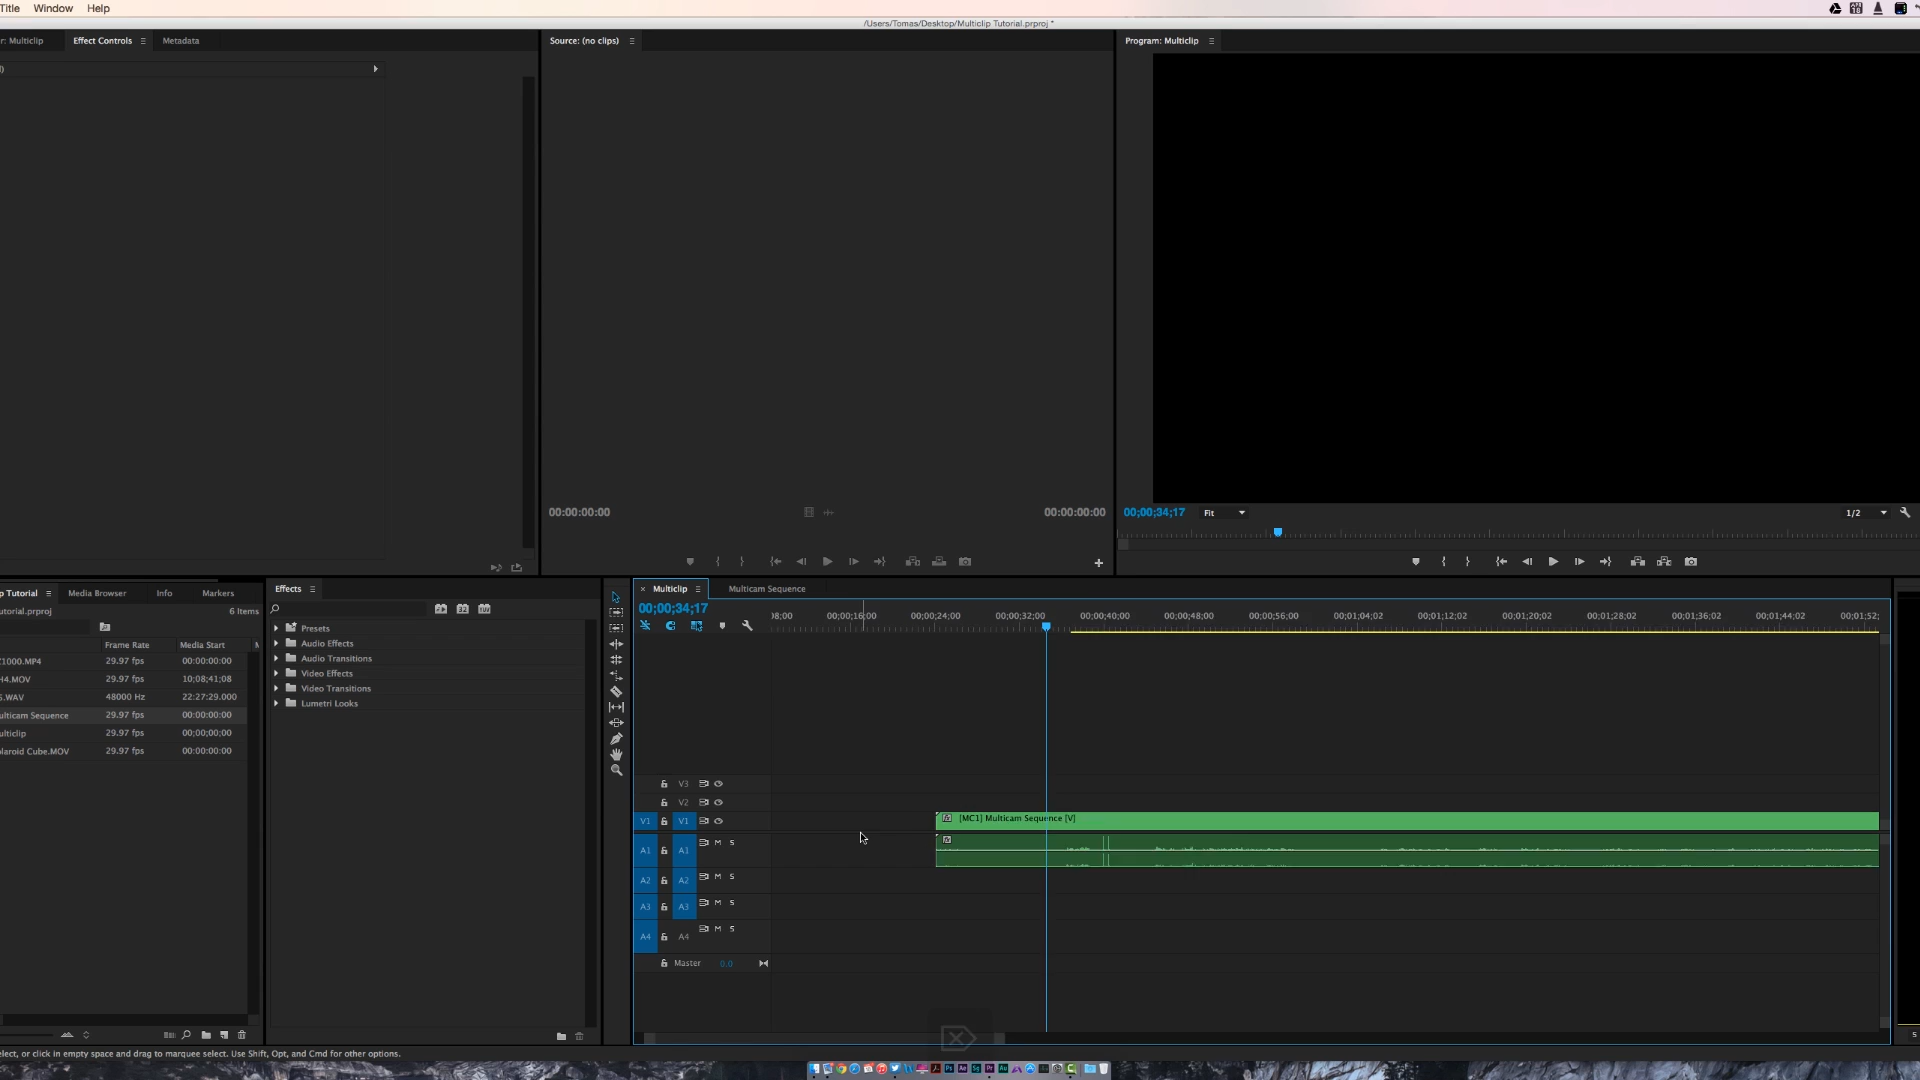 Title Window Help
/Users/Tomas/Desktop/Multiclip Tutorial.prproj *
r: Multiclip Effect Controls Metadata
Source: (no clips)
Program: Multiclip
00:00:00:00 00:00:00:00
00;00;34;17 Fit 1/2
p Tutorial Media Browser Info Markers
utorial.prproj 6 Items
Frame Rate Media Start
Z1000.MP4 29.97 fps 00:00:00:00
H4.MOV 29.97 fps 10;08;41;08
.WAV 48000 Hz 22:27:29.000
ulticam Sequence 29.97 fps 00:00:00:00
ulticlip 29.97 fps 00;00;00;00
olaroid Cube.MOV 29.97 fps 00:00:00:00
Effects
Presets
Audio Effects
Audio Transitions
Video Effects
Video Transitions
Lumetri Looks
Multiclip Multicam Sequence
00;00;34;17
08;00 00;00;16;00 00;00;24;00 00;00;32;00 00;00;40;00 00;00;48;00 00;00;56;00 00;01;04;02 00;01;12;02 00;01;20;02 00;01;28;02 00;01;36;02 00;01;44;02 00;01;52;
V3
V2
V1 V1 [MC1] Multicam Sequence [V]
A1 A1 M S
A2 A2 M S
A3 A3 M S
A4 A4 M S
Master 0.0
elect, or click in empty space and drag to marquee select. Use Shift, Opt, and Cmd for other options.